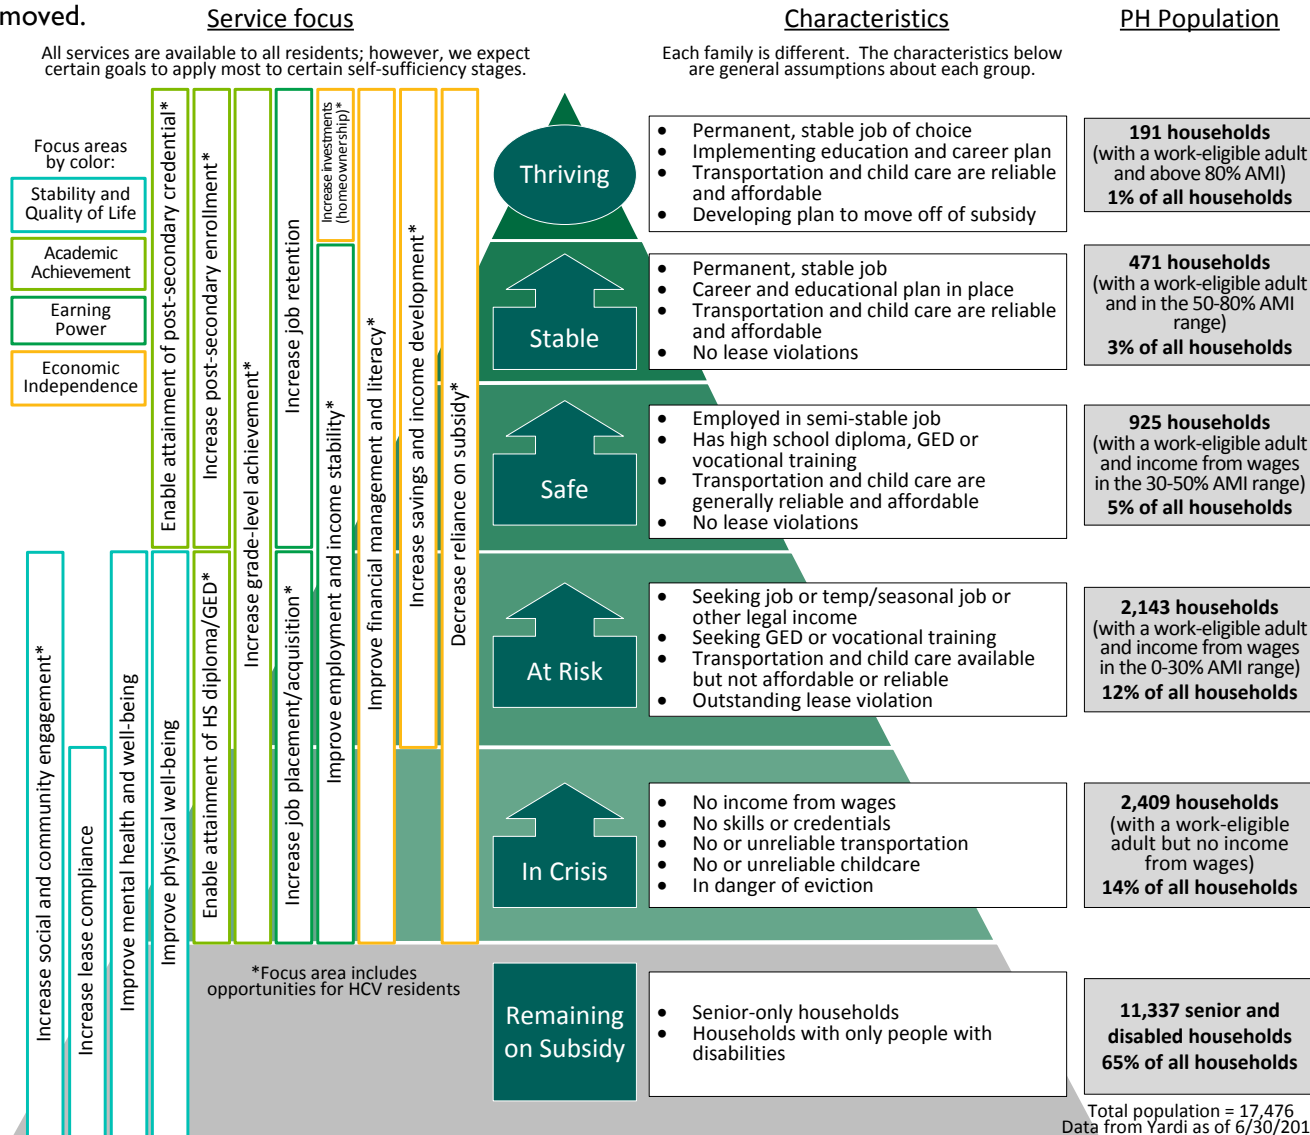 moved.
Service focus
All services are available to all residents; however, we expect
certain goals to apply most to certain self-sufficiency stages.
Characteristics
Each family is different. The characteristics below
are general assumptions about each group.
PH Population
Focus areas
by color:
Stability and
Quality of Life
Academic
Achievement
Earning
Power
Economic
Independence
Increase social and community engagement*
Increase lease compliance
Improve mental health and well-being
Improve physical well-being
Enable attainment of post-secondary credential*
Increase post-secondary enrollment*
Enable attainment of HS diploma/GED*
Increase grade-level achievement*
Increase job retention
Increase job placement/acquisition*
Increase investments
(homeownership)*
Improve employment and income stability*
Improve financial management and literacy*
Increase savings and income development*
Decrease reliance on subsidy*
*Focus area includes
opportunities for HCV residents
Thriving
• Permanent, stable job of choice
• Implementing education and career plan
• Transportation and child care are reliable
and affordable
• Developing plan to move off of subsidy
191 households
(with a work-eligible adult
and above 80% AMI)
1% of all households
Stable
• Permanent, stable job
• Career and educational plan in place
• Transportation and child care are reliable
and affordable
• No lease violations
471 households
(with a work-eligible adult
and in the 50-80% AMI
range)
3% of all households
Safe
• Employed in semi-stable job
• Has high school diploma, GED or
vocational training
• Transportation and child care are
generally reliable and affordable
• No lease violations
925 households
(with a work-eligible adult
and income from wages
in the 30-50% AMI range)
5% of all households
At Risk
• Seeking job or temp/seasonal job or
other legal income
• Seeking GED or vocational training
• Transportation and child care available
but not affordable or reliable
• Outstanding lease violation
2,143 households
(with a work-eligible adult
and income from wages
in the 0-30% AMI range)
12% of all households
In Crisis
• No income from wages
• No skills or credentials
• No or unreliable transportation
• No or unreliable childcare
• In danger of eviction
2,409 households
(with a work-eligible
adult but no income
from wages)
14% of all households
Remaining
on Subsidy
• Senior-only households
• Households with only people with
disabilities
11,337 senior and
disabled households
65% of all households
Total population = 17,476
Data from Yardi as of 6/30/201